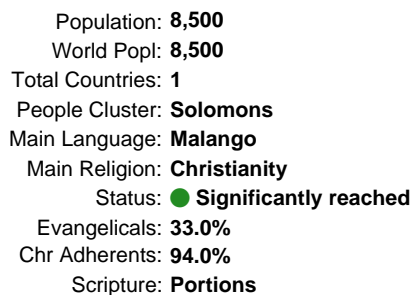 Population: 8,500
World Popl: 8,500
Total Countries: 1
People Cluster: Solomons
Main Language: Malango
Main Religion: Christianity
Status: Significantly reached
Evangelicals: 33.0%
Chr Adherents: 94.0%
Scripture: Portions